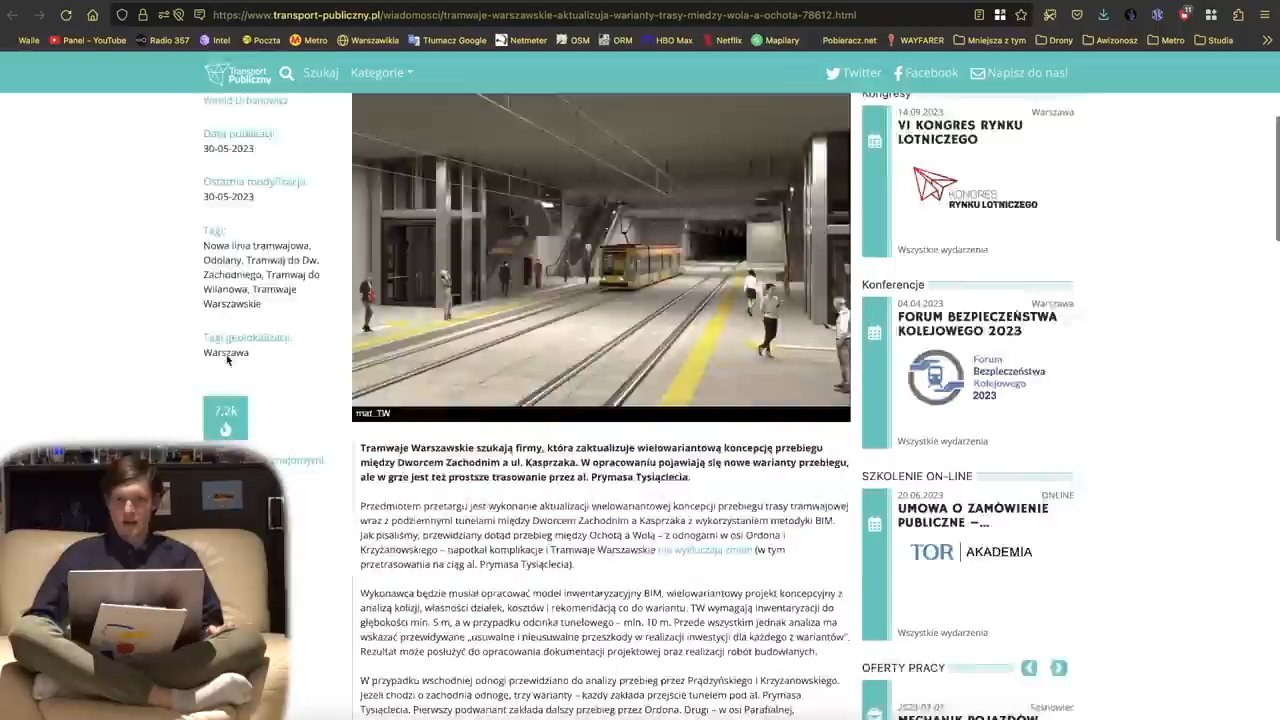 https://www.transport-publiczny.pl/wiadomosci/tramwaje-warszawskie-aktualizuja-warianty-trasy-miedzy-wola-a-ochota-78612.html
Walle Panel – YouTube Radio 357 Intel Poczta Metro Warszawikia Tłumacz Google Netmeter OSM ORM HBO Max Netflix Mapilary Pobieracz.net WAYFARER Mniejsza z tym Drony Awizonosz Metro Studia
Transport Publiczny Szukaj Kategorie Twitter Facebook Napisz do nas!
Witold Urbanowicz
Data publikacji:
30-05-2023
Ostatnia modyfikacja:
30-05-2023
Tagi:
Nowa linia tramwajowa,
Odolany, Tramwaj do Dw.
Zachodniego, Tramwaj do
Wilanowa, Tramwaje
Warszawskie
Tagi geolokalizacji:
Warszawa
7.2k
znajomymi
mat. TW
Tramwaje Warszawskie szukają firmy, która zaktualizuje wielowariantową koncepcję przebiegu
między Dworcem Zachodnim a ul. Kasprzaka. W opracowaniu pojawiają się nowe warianty przebiegu,
ale w grze jest też prostsze trasowanie przez al. Prymasa Tysiąclecia.
Przedmiotem przetargu jest wykonanie aktualizacji wielowariantowej koncepcji przebiegu trasy tramwajowej
wraz z podziemnymi tunelami między Dworcem Zachodnim a Kasprzaka z wykorzystaniem metodyki BIM.
Jak pisaliśmy, przewidziany dotąd przebieg między Ochotą a Wolą – z odnogami w osi Ordona i
Krzyżanowskiego – napotkał komplikacje i Tramwaje Warszawskie nie wykluczają zmian (w tym
przetrasowania na ciąg al. Prymasa Tysiąclecia).
Wykonawca będzie musiał opracować model inwentaryzacyjny BIM, wielowariantowy projekt koncepcyjny z
analizą kolizji, własności działek, kosztów i rekomendacją co do wariantu. TW wymagają inwentaryzacji do
głębokości min. 5 m, a w przypadku odcinka tunelowego – min. 10 m. Przede wszystkim jednak analiza ma
wskazać przewidywane „usuwalne i nieusuwalne przeszkody w realizacji inwestycji dla każdego z wariantów”.
Rezultat może posłużyć do opracowania dokumentacji projektowej oraz realizacji robót budowlanych.
W przypadku wschodniej odnogi przewidziano do analizy przebieg przez Prądzyńskiego i Krzyżanowskiego.
Jeżeli chodzi o zachodnią odnogę, trzy warianty – każdy zakłada przejście tunelem pod al. Prymasa
Tysiąclecia. Pierwszy podwariant zakłada dalszy przebieg przez Ordona. Drugi – w osi Parafialnej,
Kongresy
14.09.2023 Warszawa
VI KONGRES RYNKU
LOTNICZEGO
KONGRES
RYNKU LOTNICZEGO
Wszystkie wydarzenia
Konferencje
04.04.2023 Warszawa
FORUM BEZPIECZEŃSTWA
KOLEJOWEGO 2023
Forum
Bezpieczeństwa
Kolejowego
2023
Wszystkie wydarzenia
SZKOLENIE ON-LINE
20.06.2023 ONLINE
UMOWA O ZAMÓWIENIE
PUBLICZNE –...
TOR AKADEMIA
Wszystkie wydarzenia
OFERTY PRACY
Sosnowiec
MECHANIK POJAZDÓW